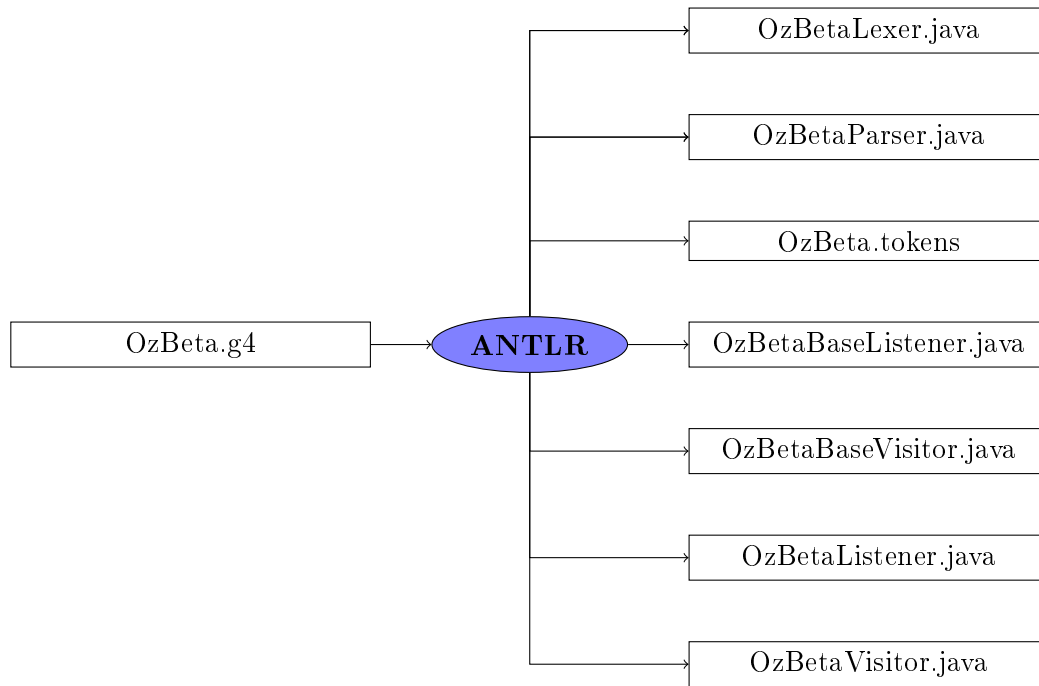 OzBetaLexer.java
OzBetaParser.java
OzBeta.tokens
OzBeta.g4
ANTLR
OzBetaBaseListener.java
OzBetaBaseVisitor.java
OzBetaListener.java
OzBetaVisitor.java